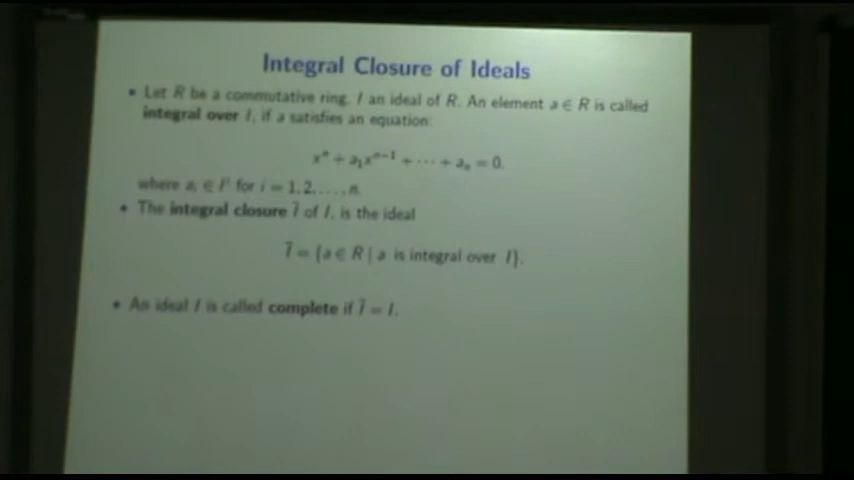 Integral Closure of Ideals
• Let R be a commutative ring, I an ideal of R. An element a ∈ R is called
integral over I, if a satisfies an equation:
xⁿ + a₁xⁿ⁻¹ + ··· + aₙ = 0,
where aᵢ ∈ Iⁱ for i = 1, 2, . . . , n.
• The integral closure Ī of I, is the ideal
Ī = {a ∈ R | a is integral over I}.
• An ideal I is called complete if Ī = I.